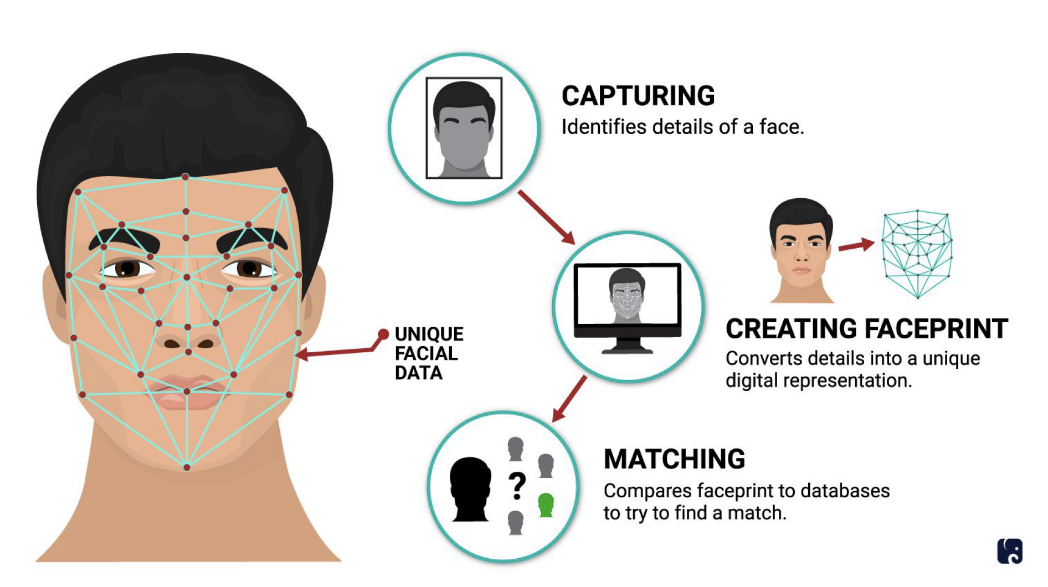 CAPTURING
Identifies details of a face.
UNIQUE
FACIAL
DATA
CREATING FACEPRINT
Converts details into a unique
digital representation.
?
MATCHING
Compares faceprint to databases
to try to find a match.